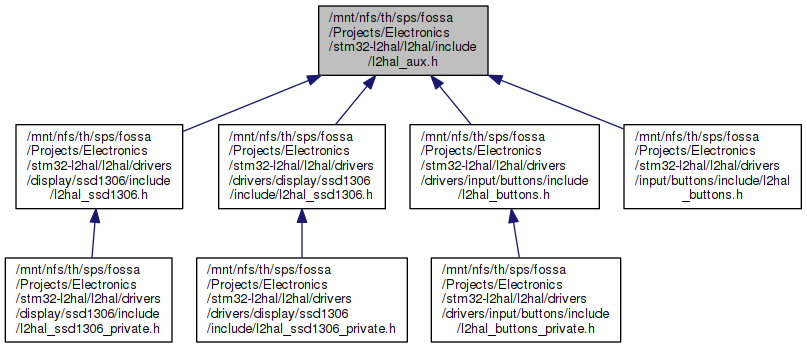 /mnt/nfs/th/sps/fossa
/Projects/Electronics
/stm32-l2hal/l2hal/include
/l2hal_aux.h
/mnt/nfs/th/sps/fossa
/Projects/Electronics
/stm32-l2hal/l2hal/drivers
/display/ssd1306/include
/l2hal_ssd1306.h
/mnt/nfs/th/sps/fossa
/Projects/Electronics
/stm32-l2hal/l2hal/drivers
/drivers/display/ssd1306
/include/l2hal_ssd1306.h
/mnt/nfs/th/sps/fossa
/Projects/Electronics
/stm32-l2hal/l2hal/drivers
/drivers/input/buttons/include
/l2hal_buttons.h
/mnt/nfs/th/sps/fossa
/Projects/Electronics
/stm32-l2hal/l2hal/drivers
/input/buttons/include/l2hal
_buttons.h
/mnt/nfs/th/sps/fossa
/Projects/Electronics
/stm32-l2hal/l2hal/drivers
/display/ssd1306/include
/l2hal_ssd1306_private.h
/mnt/nfs/th/sps/fossa
/Projects/Electronics
/stm32-l2hal/l2hal/drivers
/drivers/display/ssd1306
/include/l2hal_ssd1306_private.h
/mnt/nfs/th/sps/fossa
/Projects/Electronics
/stm32-l2hal/l2hal/drivers
/drivers/input/buttons/include
/l2hal_buttons_private.h